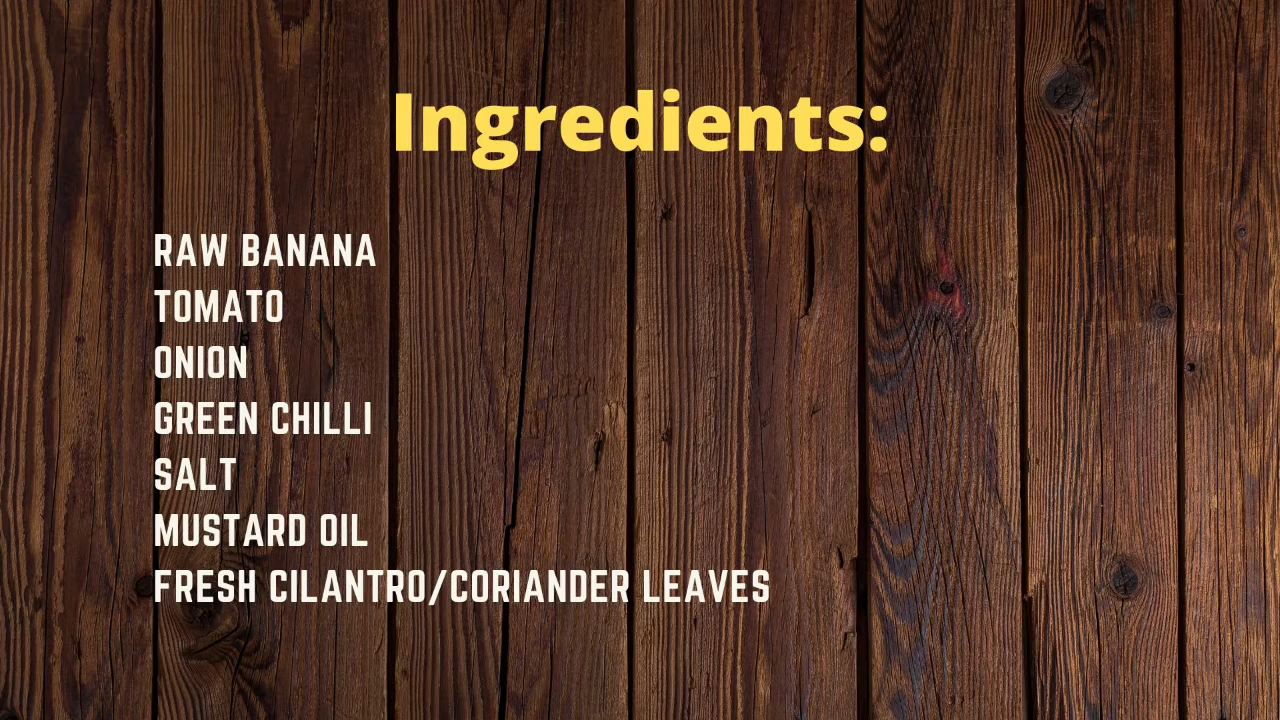 Ingredients:
RAW BANANA
TOMATO
ONION
GREEN CHILLI
SALT
MUSTARD OIL
FRESH CILANTRO/CORIANDER LEAVES